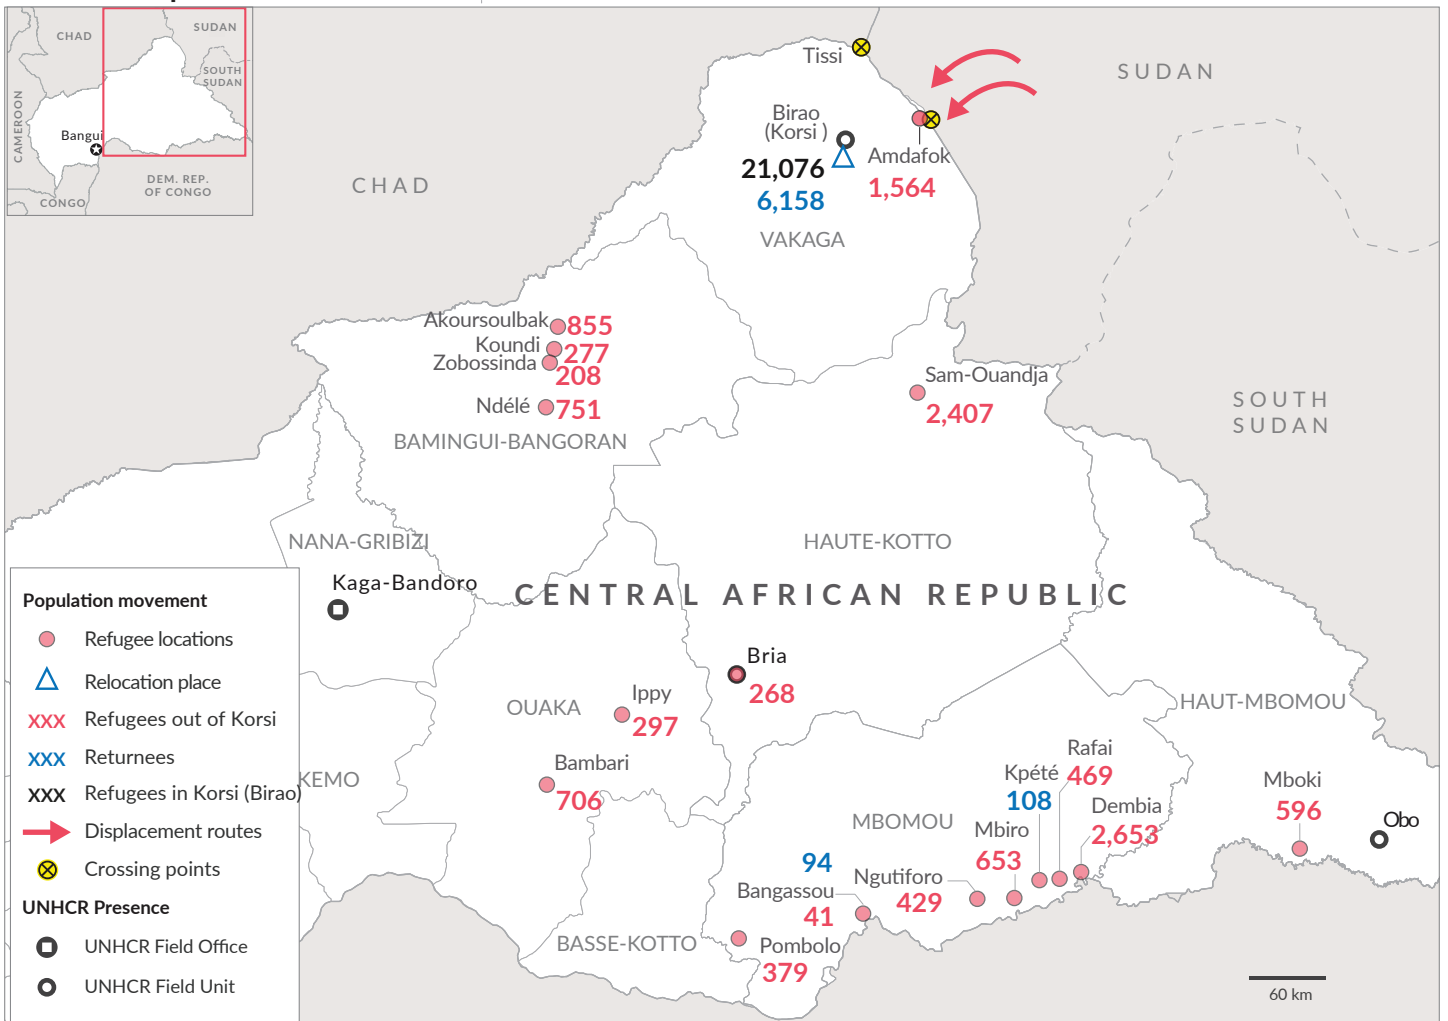 CHAD
SUDAN
SOUTH
SUDAN
CAMEROON
Bangui
DEM. REP.
OF CONGO
CONGO
Tissi
SUDAN
Birao
(Korsi )
21,076
6,158
Amdafok
1,564
VAKAGA
CHAD
Akoursoulbak
855
Koundi
277
Zobossinda
208
Ndélé
751
BAMINGUI-BANGORAN
Sam-Ouandja
2,407
SOUTH
SUDAN
NANA-GRIBIZI
HAUTE-KOTTO
Kaga-Bandoro
CENTRAL AFRICAN REPUBLIC
Bria
268
OUAKA
Ippy
297
Bambari
706
KEMO
HAUT-MBOMOU
Rafai
469
Kpété
108
Dembia
2,653
Mboki
596
Obo
MBOMOU
Mbiro
653
94
Bangassou
41
Ngutiforo
429
BASSE-KOTTO
Pombolo
379
60 km
Population movement
Refugee locations
Relocation place
XXX Refugees out of Korsi
XXX Returnees
XXX Refugees in Korsi (Birao)
Displacement routes
Crossing points
UNHCR Presence
UNHCR Field Office
UNHCR Field Unit